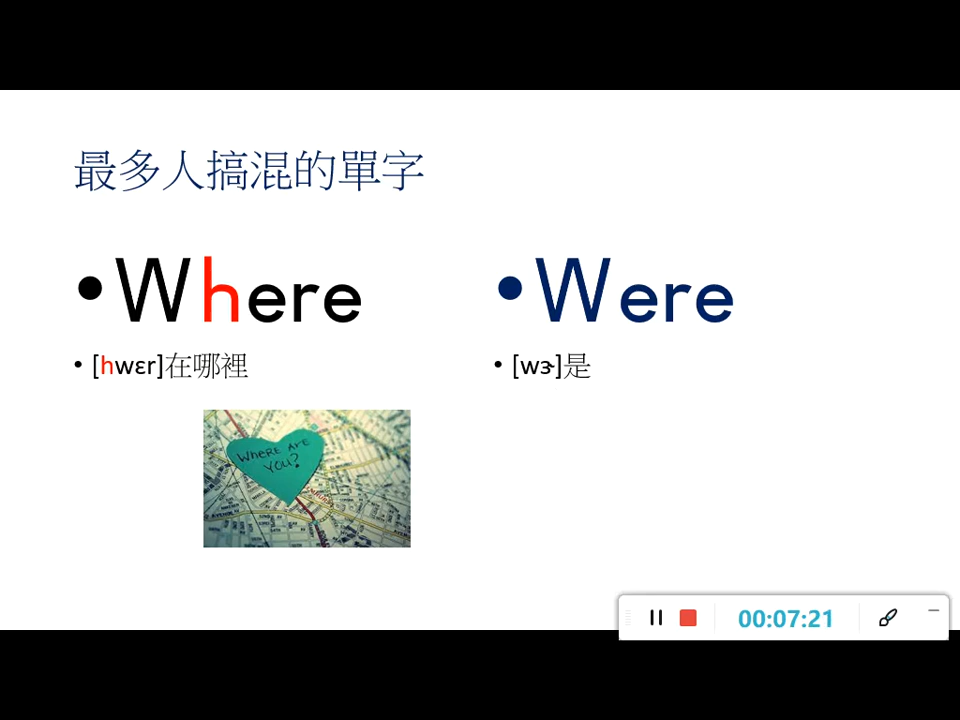 最多人搞混的單字
•Where
• [hwɛr]在哪裡
WHERE ARE
YOU?
•Were
• [wɝ]是
00:07:21